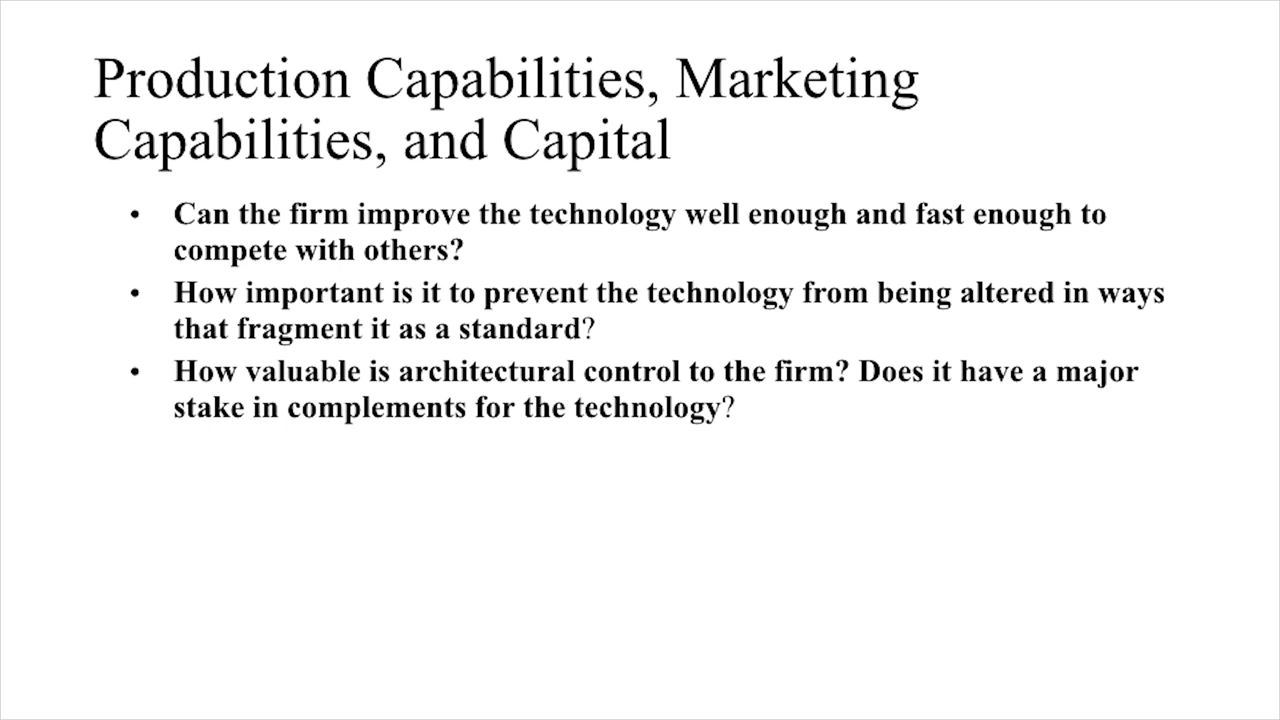 Production Capabilities, Marketing
Capabilities, and Capital
• Can the firm improve the technology well enough and fast enough to
compete with others?
• How important is it to prevent the technology from being altered in ways
that fragment it as a standard?
• How valuable is architectural control to the firm? Does it have a major
stake in complements for the technology?